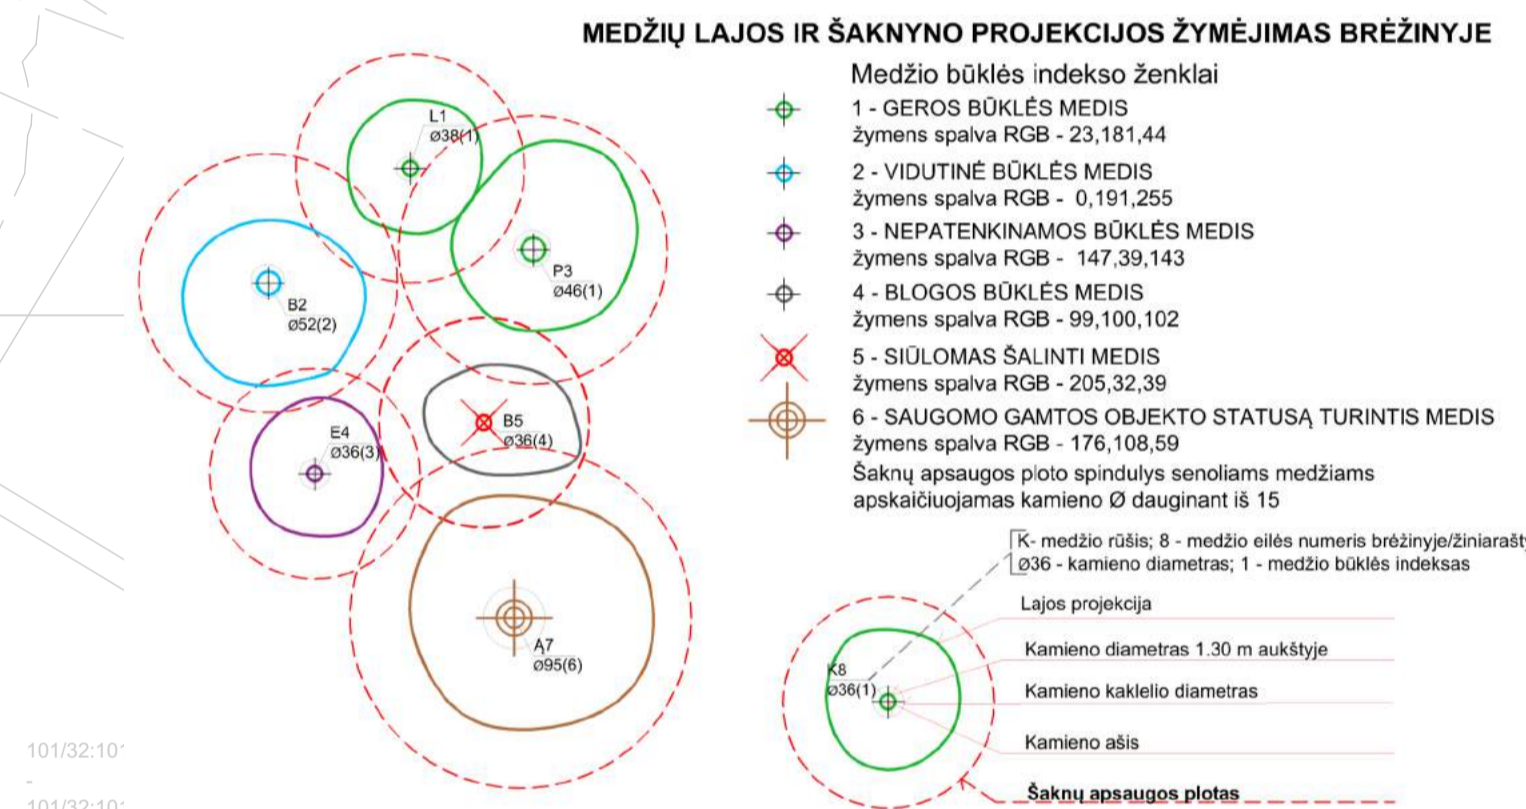 MEDŽIŲ LAJOS IR ŠAKNYNO PROJEKCIJOS ŽYMĖJIMAS BRĖŽINYJE
Medžio būklės indekso ženklai
1 - GEROS BŪKLĖS MEDIS
žymens spalva RGB - 23,181,44
2 - VIDUTINĖ BŪKLĖS MEDIS
žymens spalva RGB - 0,191,255
3 - NEPATENKINAMOS BŪKLĖS MEDIS
žymens spalva RGB - 147,39,143
4 - BLOGOS BŪKLĖS MEDIS
žymens spalva RGB - 99,100,102
5 - SIŪLOMAS ŠALINTI MEDIS
žymens spalva RGB - 205,32,39
6 - SAUGOMO GAMTOS OBJEKTO STATUSĄ TURINTIS MEDIS
žymens spalva RGB - 176,108,59
Šaknų apsaugos ploto spindulys senoliams medžiams
apskaičiuojamas kamieno Ø dauginant iš 15
L1
Ø38(1)
P3
Ø46(1)
B2
Ø52(2)
B5
Ø36(4)
E4
Ø36(3)
Ą7
Ø95(6)
K- medžio rūšis; 8 - medžio eilės numeris brėžinyje/žiniarašty
Ø36 - kamieno diametras; 1 - medžio būklės indeksas
Lajos projekcija
Kamieno diametras 1.30 m aukštyje
K8
Ø36(1)
Kamieno kaklelio diametras
Kamieno ašis
Šaknų apsaugos plotas
101/32:101
-
101/32:101